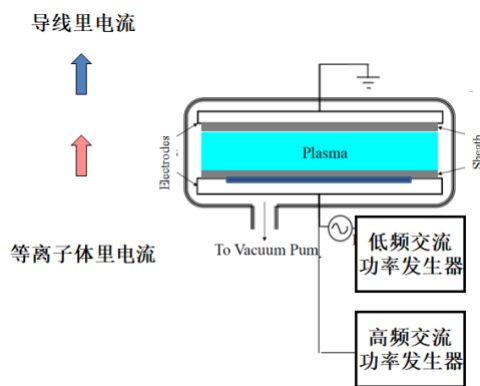 导线里电流
Electrodes
Plasma
Sheath
等离子体里电流
To Vacuum Pum
低频交流
功率发生器
高频交流
功率发生器